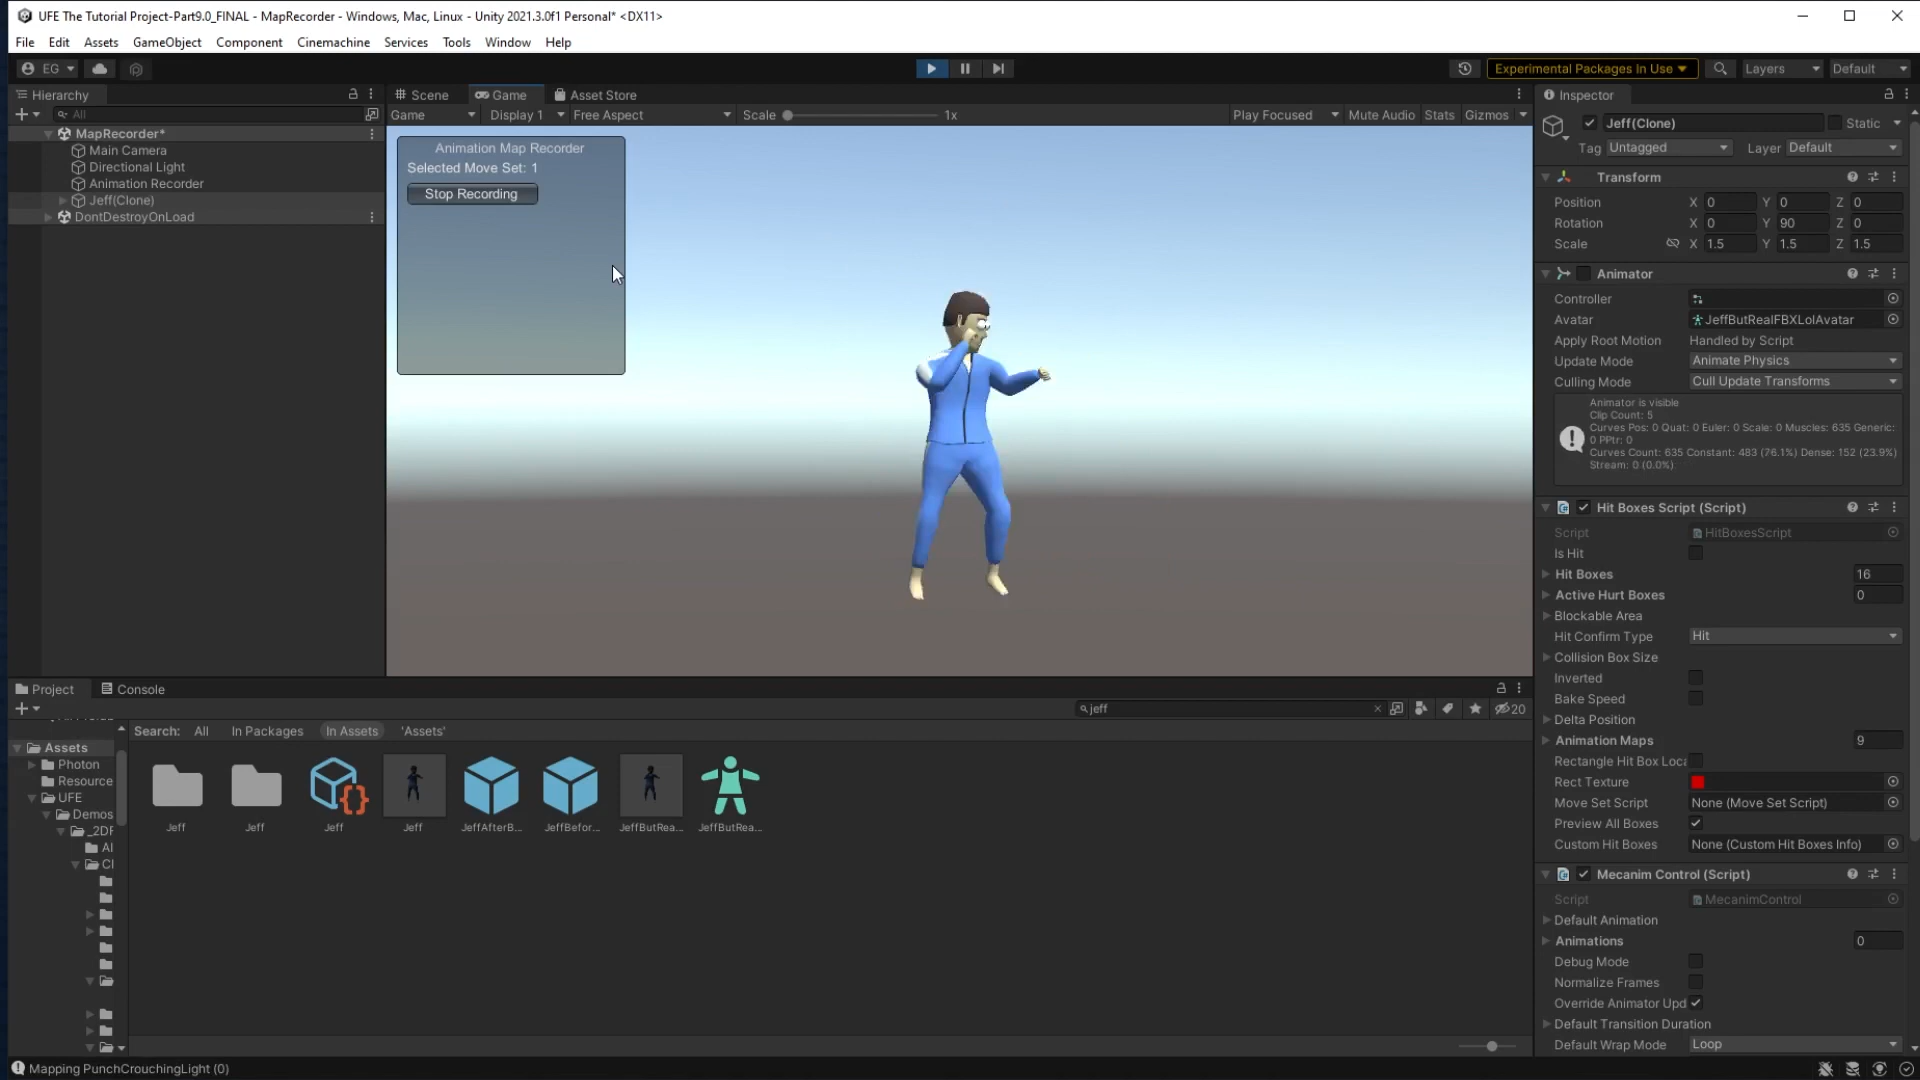 UFE The Tutorial Project-Part9.0_FINAL - MapRecorder - Windows, Mac, Linux - Unity 2021.3.0f1 Personal* <DX11>
File Edit Assets GameObject Component Cinemachine Services Tools Window Help
EG Experimental Packages In Use Layers Default
Hierarchy
All
MapRecorder*
Main Camera
Directional Light
Animation Recorder
Jeff(Clone)
DontDestroyOnLoad
Scene Game Asset Store
Game Display 1 Free Aspect Scale 1x Play Focused Mute Audio Stats Gizmos
Animation Map Recorder
Selected Move Set: 1
Stop Recording
Inspector
Jeff(Clone) Static
Tag Untagged Layer Default
Transform
Position X 0 Y 0 Z 0
Rotation X 0 Y 90 Z 0
Scale X 1.5 Y 1.5 Z 1.5
Animator
Controller
Avatar JeffButRealFBXLolAvatar
Apply Root Motion Handled by Script
Update Mode Animate Physics
Culling Mode Cull Update Transforms
Animator is visible
Clip Count: 5
Curves Pos: 0 Quat: 0 Euler: 0 Scale: 0 Muscles: 635 Generic:
0 PPtr: 0
Curves Count: 635 Constant: 483 (76.1%) Dense: 152 (23.9%)
Stream: 0 (0.0%)
Hit Boxes Script (Script)
Script HitBoxesScript
Is Hit
Hit Boxes 16
Active Hurt Boxes 0
Blockable Area
Hit Confirm Type Hit
Collision Box Size
Inverted
Bake Speed
Delta Position
Animation Maps 9
Rectangle Hit Box Loca
Rect Texture
Move Set Script None (Move Set Script)
Preview All Boxes
Custom Hit Boxes None (Custom Hit Boxes Info)
Mecanim Control (Script)
Script MecanimControl
Default Animation
Animations 0
Debug Mode
Normalize Frames
Override Animator Upd
Default Transition Duration
Default Wrap Mode Loop
Project Console
jeff 20
Search: All In Packages In Assets 'Assets'
Assets
Photon
Resource
UFE
Demos
_2DF
AI
Cl
Jeff Jeff Jeff Jeff JeffAfterB... JeffBefor... JeffButRea... JeffButRea...
Mapping PunchCrouchingLight (0)